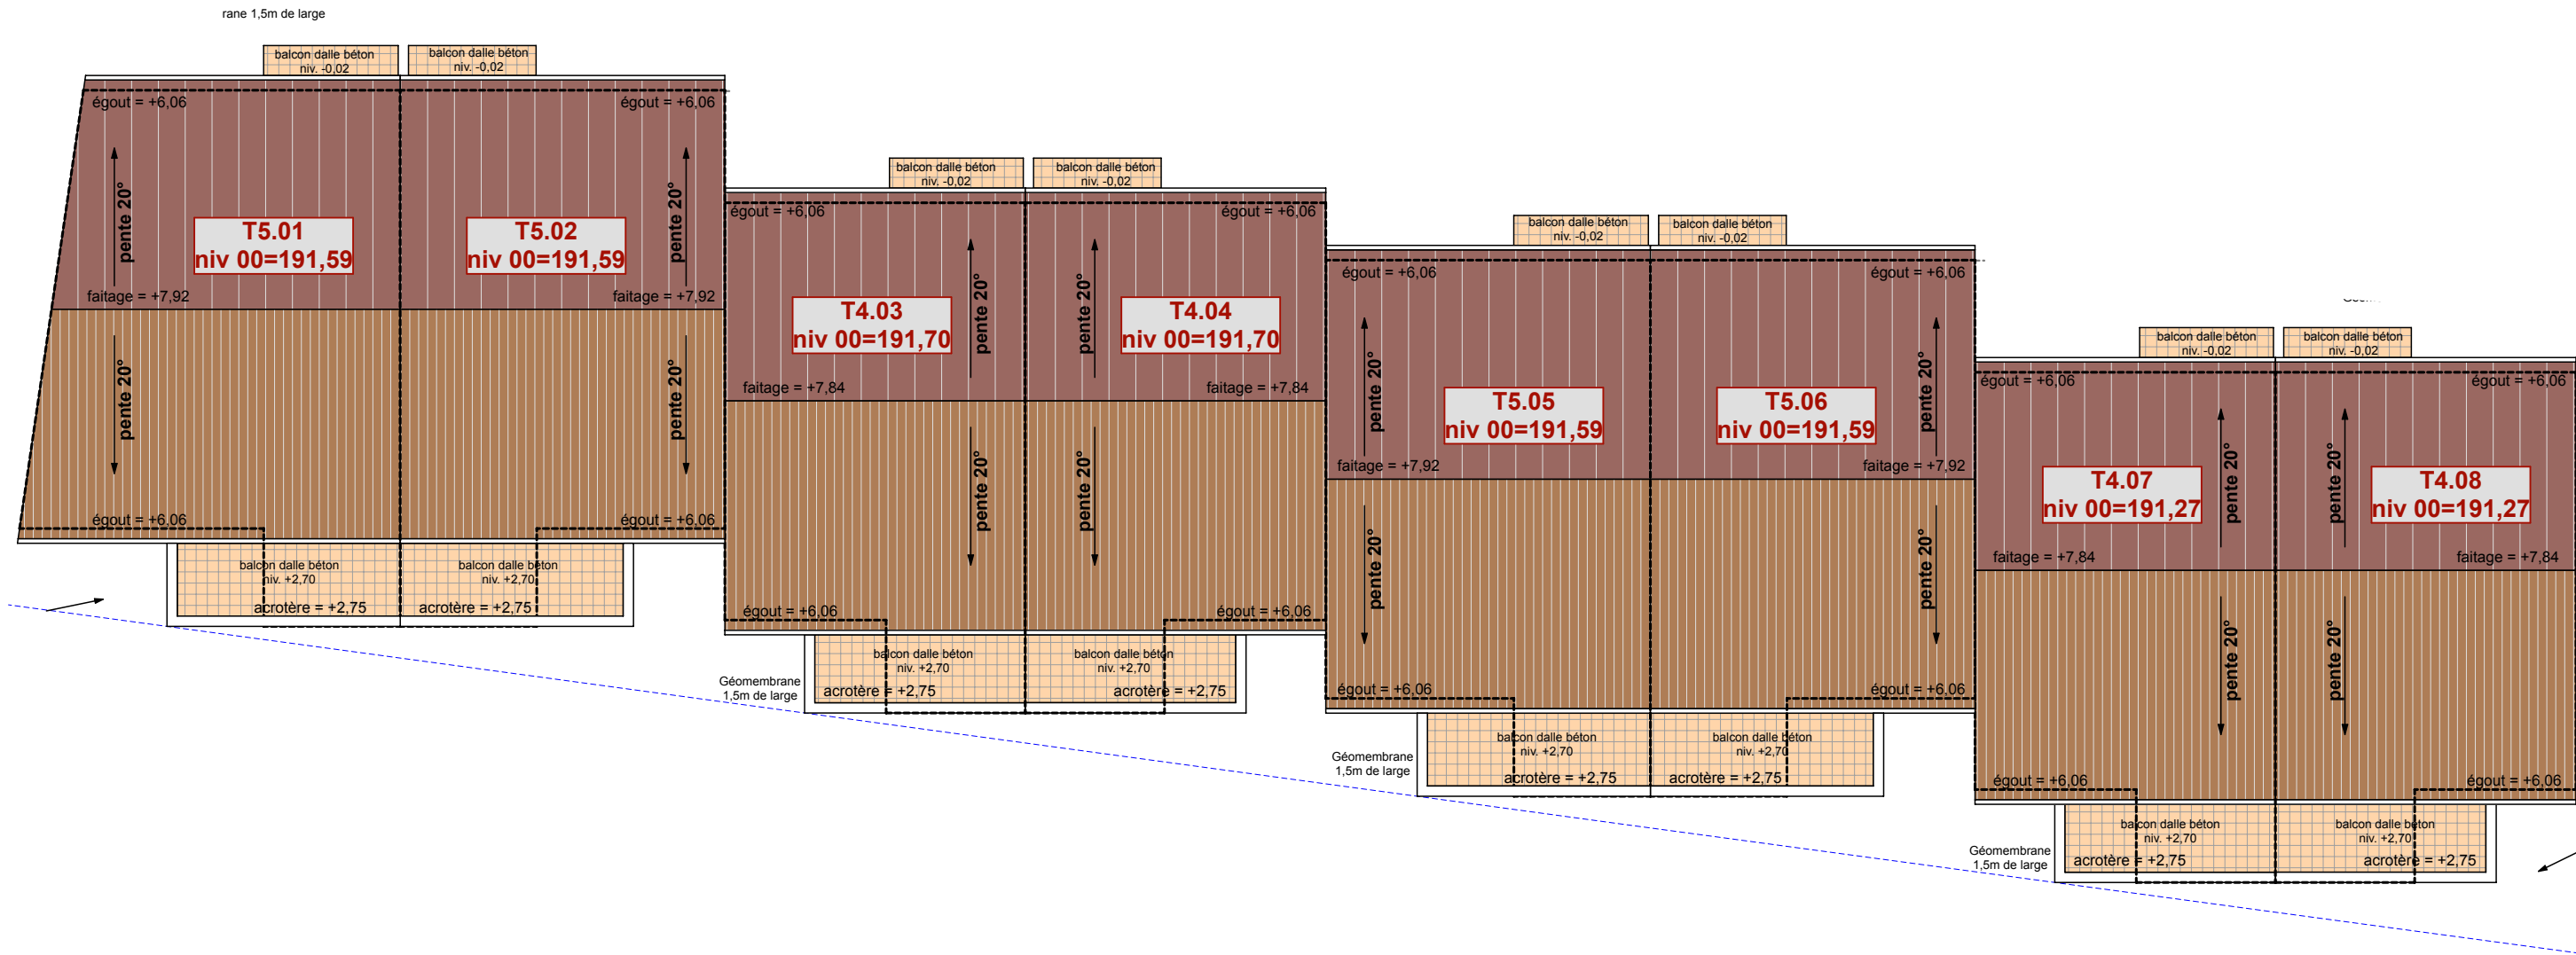 rane 1,5m de large
balcon dalle béton
niv. -0,02
balcon dalle béton
niv. -0,02
égout = +6,06
égout = +6,06
pente 20°
pente 20°
T5.01
niv 00=191,59
T5.02
niv 00=191,59
faitage = +7,92
faitage = +7,92
pente 20°
pente 20°
égout = +6,06
égout = +6,06
balcon dalle béton
niv. +2,70
balcon dalle béton
niv. +2,70
acrotère = +2,75
acrotère = +2,75
balcon dalle béton
niv. -0,02
balcon dalle béton
niv. -0,02
égout = +6,06
égout = +6,06
pente 20°
pente 20°
T4.03
niv 00=191,70
T4.04
niv 00=191,70
faitage = +7,84
faitage = +7,84
pente 20°
pente 20°
égout = +6,06
égout = +6,06
balcon dalle béton
niv. +2,70
balcon dalle béton
niv. +2,70
Géomembrane
1,5m de large
acrotère = +2,75
acrotère = +2,75
balcon dalle béton
niv. -0,02
balcon dalle béton
niv. -0,02
égout = +6,06
égout = +6,06
pente 20°
pente 20°
T5.05
niv 00=191,59
T5.06
niv 00=191,59
faitage = +7,92
faitage = +7,92
pente 20°
pente 20°
égout = +6,06
égout = +6,06
balcon dalle béton
niv. +2,70
balcon dalle béton
niv. +2,70
Géomembrane
1,5m de large
acrotère = +2,75
acrotère = +2,75
balcon dalle béton
niv. -0,02
balcon dalle béton
niv. -0,02
égout = +6,06
égout = +6,06
pente 20°
pente 20°
T4.07
niv 00=191,27
T4.08
niv 00=191,27
faitage = +7,84
faitage = +7,84
pente 20°
pente 20°
égout = +6,06
égout = +6,06
balcon dalle béton
niv. +2,70
balcon dalle béton
niv. +2,70
Géomembrane
1,5m de large
acrotère = +2,75
acrotère = +2,75